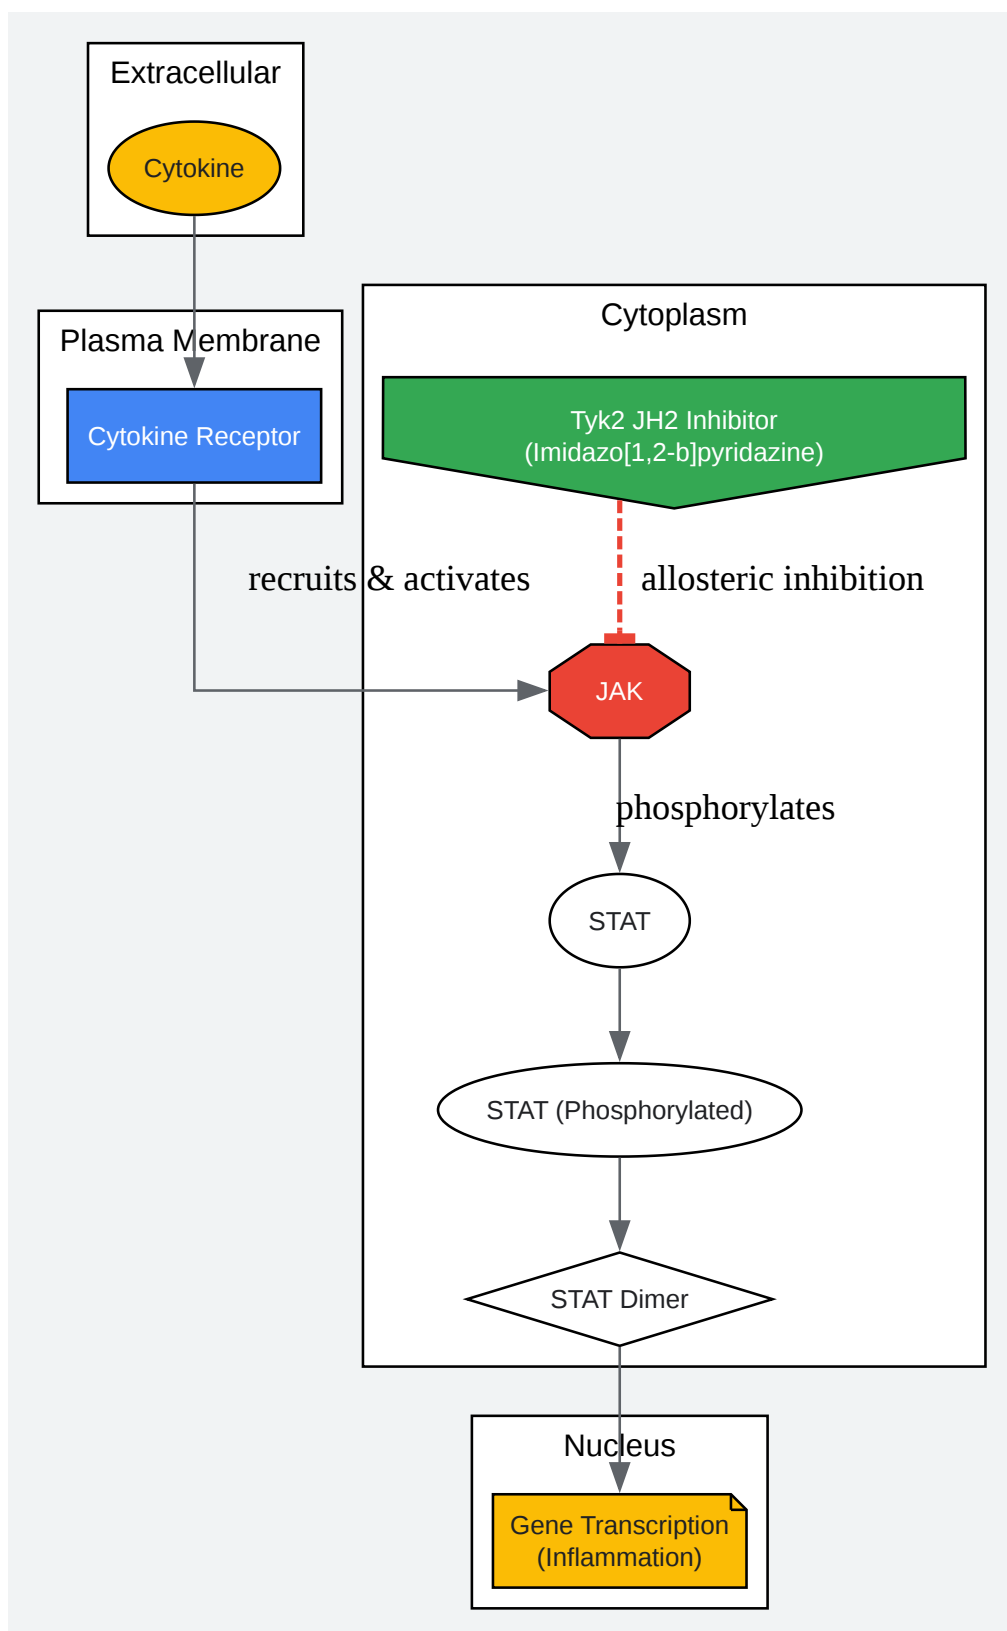 Extracellular
Cytokine
Plasma Membrane
Cytokine Receptor
Cytoplasm
Tyk2 JH2 Inhibitor
(Imidazo[1,2-b]pyridazine)
recruits & activates
allosteric inhibition
JAK
phosphorylates
STAT
STAT (Phosphorylated)
STAT Dimer
Nucleus
Gene Transcription
(Inflammation)